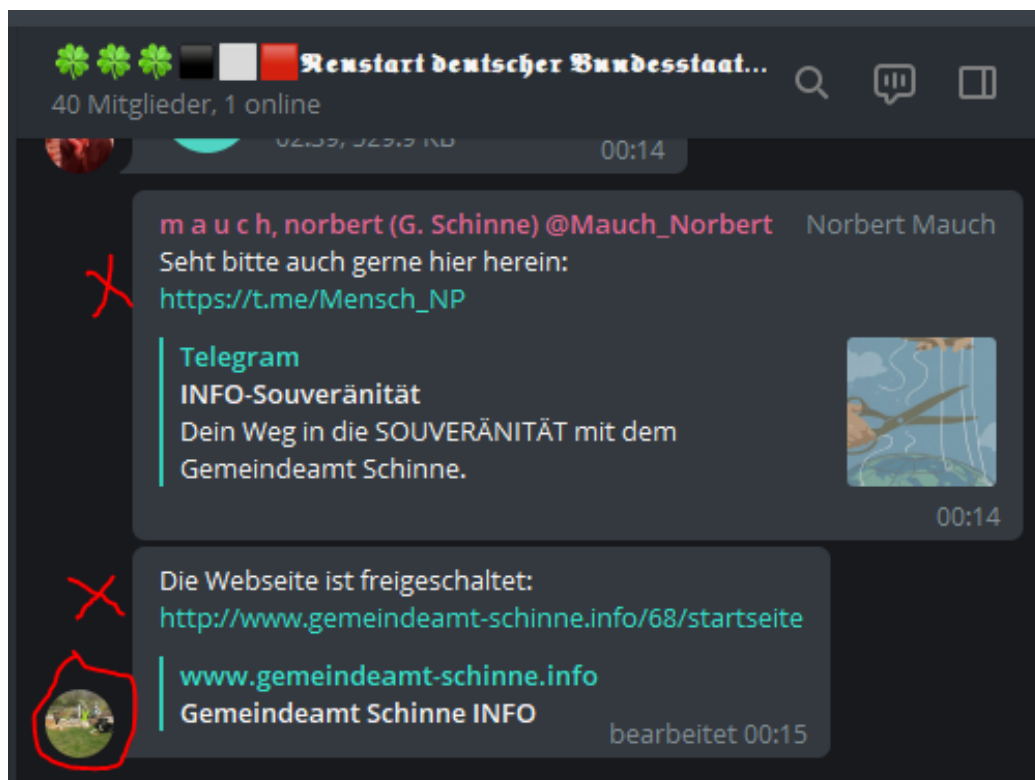 𝕹𝖊𝖚𝖘𝖙𝖆𝖗𝖙 𝖉𝖊𝖚𝖙𝖘𝖈𝖍𝖊𝖗 𝕭𝖚𝖓𝖉𝖊𝖘𝖘𝖙𝖆𝖆𝖙...
40 Mitglieder, 1 online
00:14
m a u c h, norbert (G. Schinne) @Mauch_Norbert Norbert Mauch
Seht bitte auch gerne hier herein:
https://t.me/Mensch_NP
Telegram
INFO-Souveränität
Dein Weg in die SOUVERÄNITÄT mit dem
Gemeindeamt Schinne.
00:14
Die Webseite ist freigeschaltet:
http://www.gemeindeamt-schinne.info/68/startseite
www.gemeindeamt-schinne.info
Gemeindeamt Schinne INFO
bearbeitet 00:15